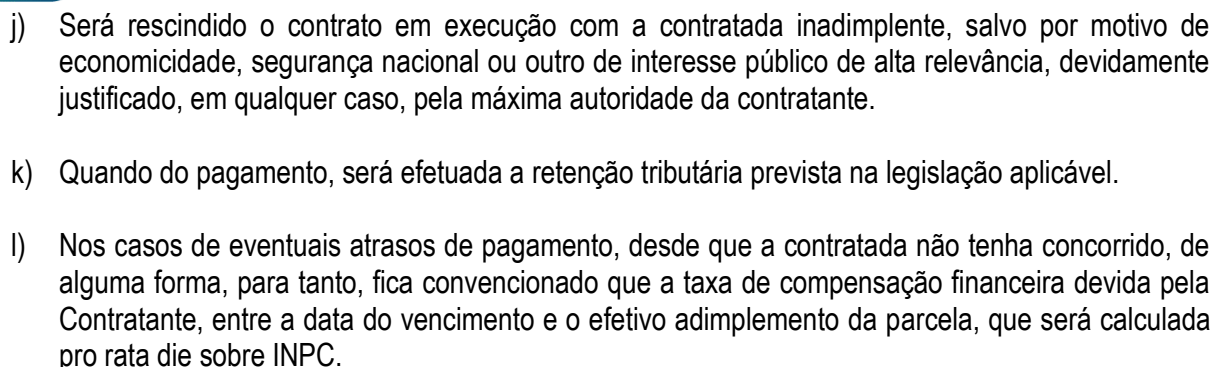 j) Será rescindido o contrato em execução com a contratada inadimplente, salvo por motivo de
economicidade, segurança nacional ou outro de interesse público de alta relevância, devidamente
justificado, em qualquer caso, pela máxima autoridade da contratante.
k) Quando do pagamento, será efetuada a retenção tributária prevista na legislação aplicável.
l) Nos casos de eventuais atrasos de pagamento, desde que a contratada não tenha concorrido, de
alguma forma, para tanto, fica convencionado que a taxa de compensação financeira devida pela
Contratante, entre a data do vencimento e o efetivo adimplemento da parcela, que será calculada
pro rata die sobre INPC.